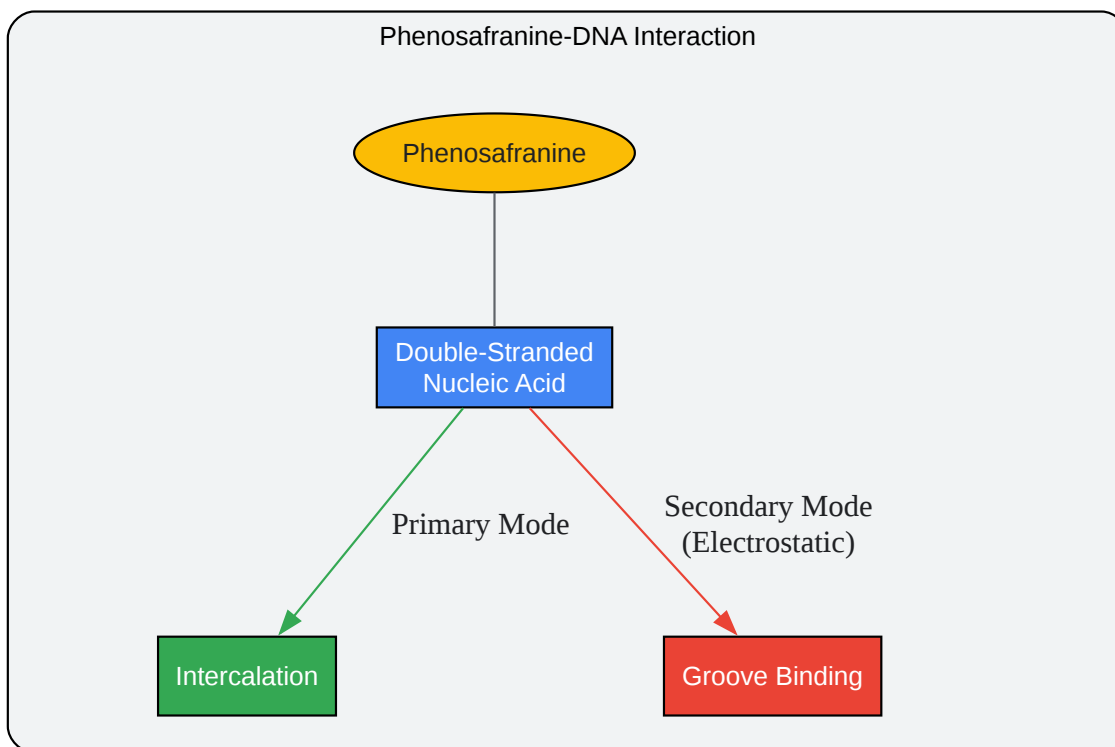 Phenosafranine-DNA Interaction
Phenosafranine
Double-Stranded
Nucleic Acid
Primary Mode
Secondary Mode
(Electrostatic)
Intercalation
Groove Binding